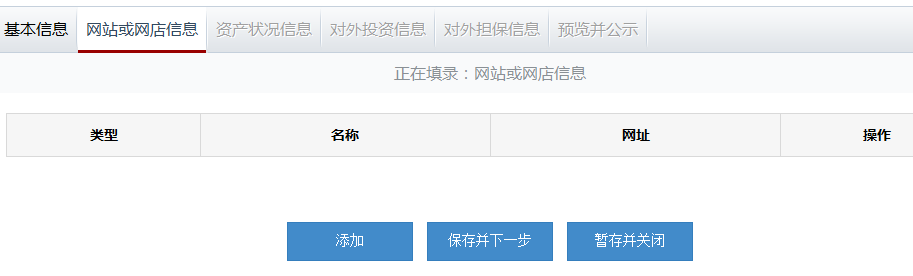 基本信息 网站或网店信息 资产状况信息 对外投资信息 对外担保信息 预览并公示
正在填录：网站或网店信息
类型 名称 网址 操作
添加 保存并下一步 暂存并关闭